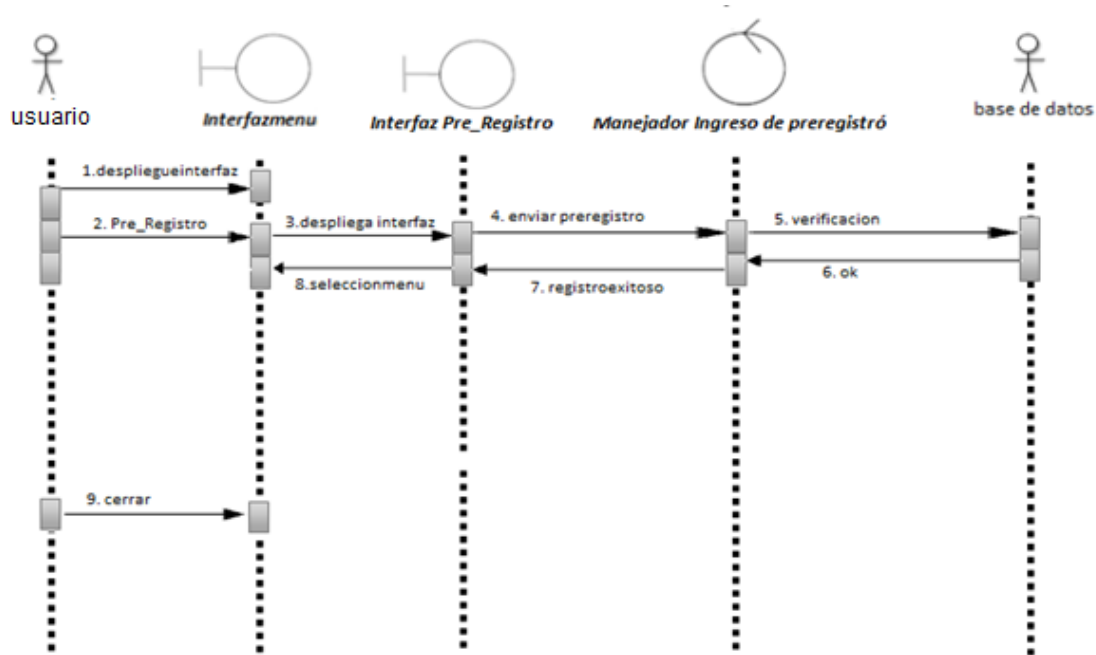 usuario
Interfazmenu
Interfaz Pre_Registro
Manejador Ingreso de preregistró
base de datos
1.despliegueinterfaz
2. Pre_Registro
3.despliega interfaz
4. enviar preregistro
5. verificacion
6. ok
7. registroexitoso
8.seleccionmenu
9. cerrar